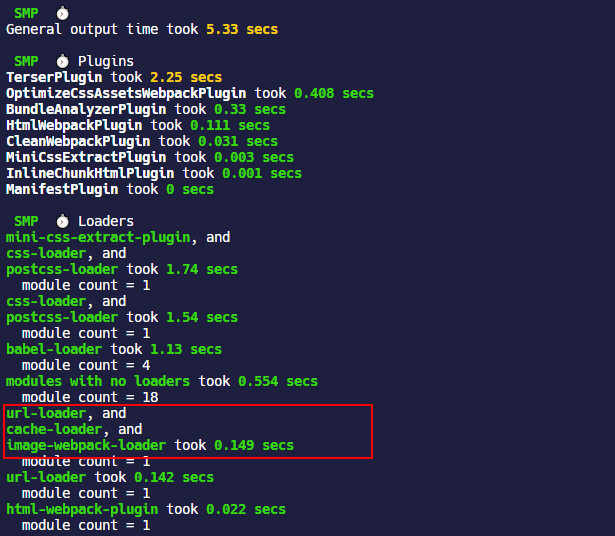 SMP ⏱
General output time took 5.33 secs
SMP ⏱ Plugins
TerserPlugin took 2.25 secs
OptimizeCssAssetsWebpackPlugin took 0.408 secs
BundleAnalyzerPlugin took 0.33 secs
HtmlWebpackPlugin took 0.111 secs
CleanWebpackPlugin took 0.031 secs
MiniCssExtractPlugin took 0.003 secs
InlineChunkHtmlPlugin took 0.001 secs
ManifestPlugin took 0 secs
SMP ⏱ Loaders
mini-css-extract-plugin, and
css-loader, and
postcss-loader took 1.74 secs
module count = 1
css-loader, and
postcss-loader took 1.54 secs
module count = 1
babel-loader took 1.13 secs
module count = 4
modules with no loaders took 0.554 secs
module count = 18
url-loader, and
cache-loader, and
image-webpack-loader took 0.149 secs
module count = 1
url-loader took 0.142 secs
module count = 1
html-webpack-plugin took 0.022 secs
module count = 1